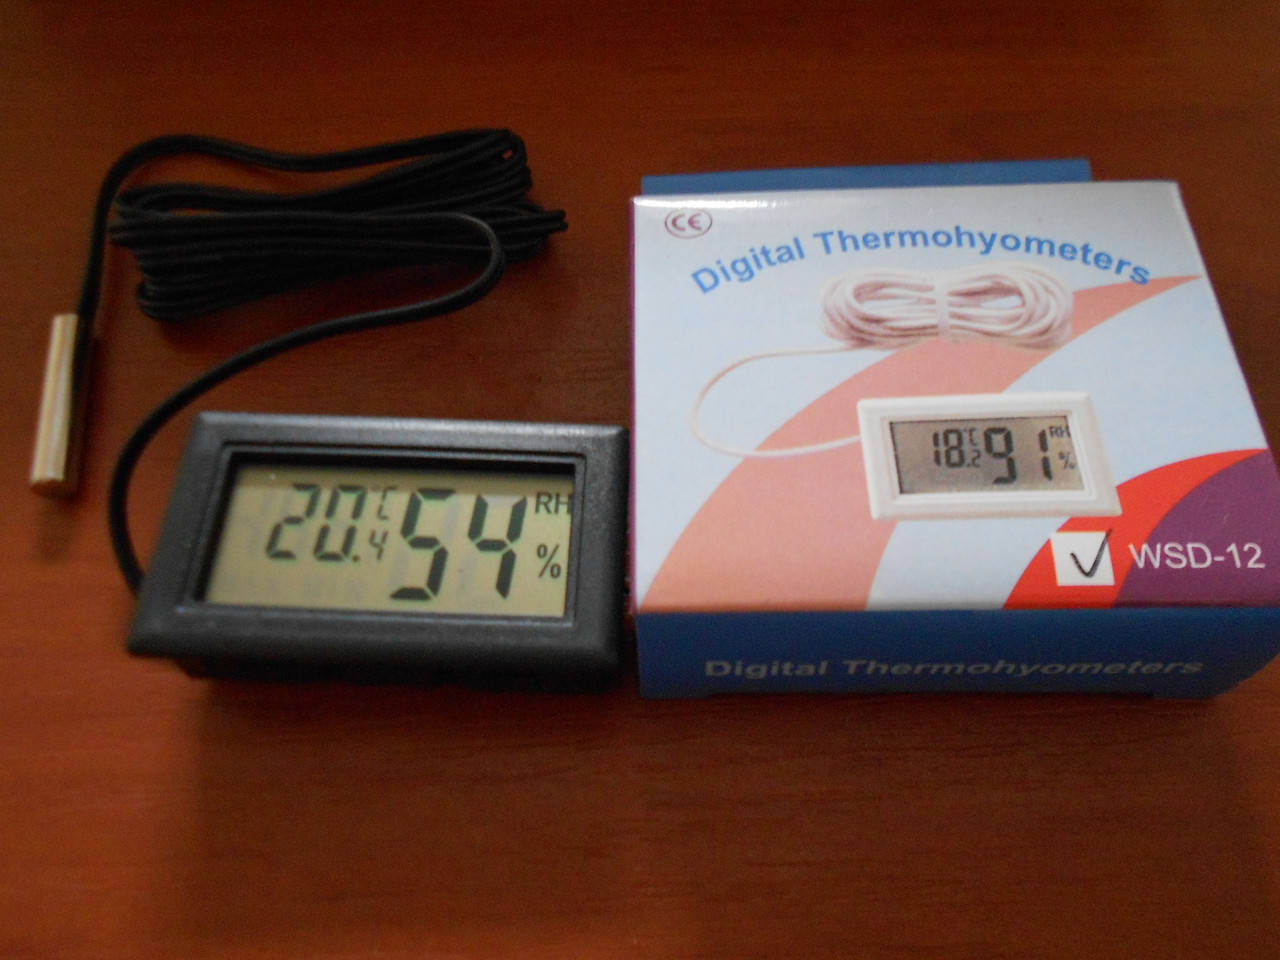 CE
Digital Thermohyometers
18.2 °C 91 RH %
20.4 °C 54 RH %
WSD-12
Digital Thermohyometers